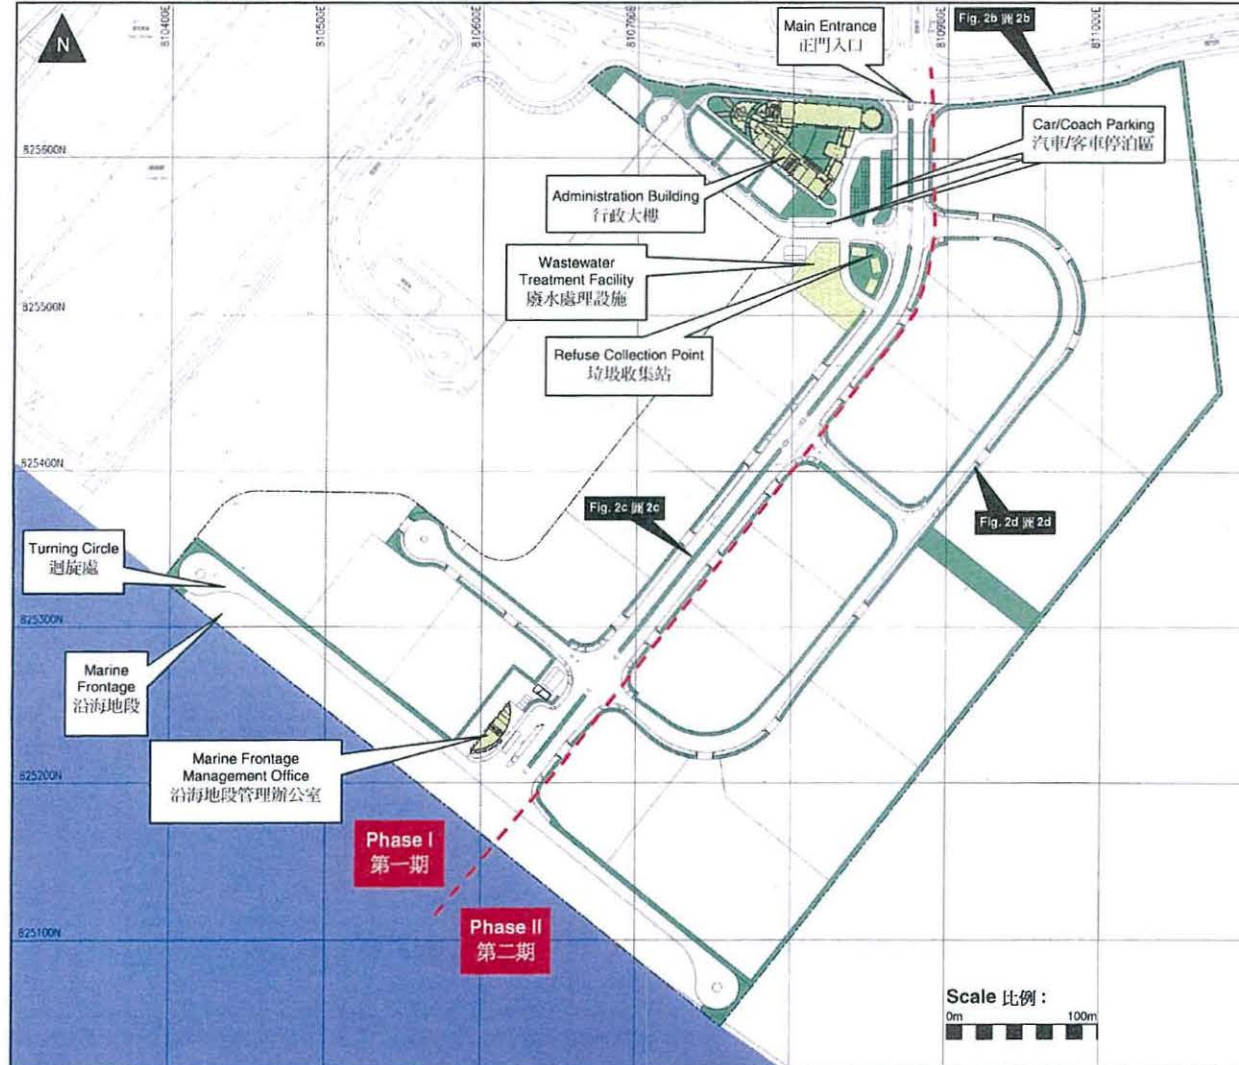 N
810400E
810500E
810600E
810700E
810900E
811000E
Main Entrance
正門入口
Fig. 2b 圖 2b
Car/Coach Parking
汽車/客車停泊區
825600N
Administration Building
行政大樓
Wastewater
Treatment Facility
廢水處理設施
825500N
Refuse Collection Point
垃圾收集站
825400N
Fig. 2c 圖 2c
Fig. 2d 圖 2d
Turning Circle
迴旋處
825300N
Marine
Frontage
沿海地段
Marine Frontage
Management Office
沿海地段管理辦公室
825200N
Phase I
第一期
Phase II
第二期
825100N
Scale 比例：
0m 100m